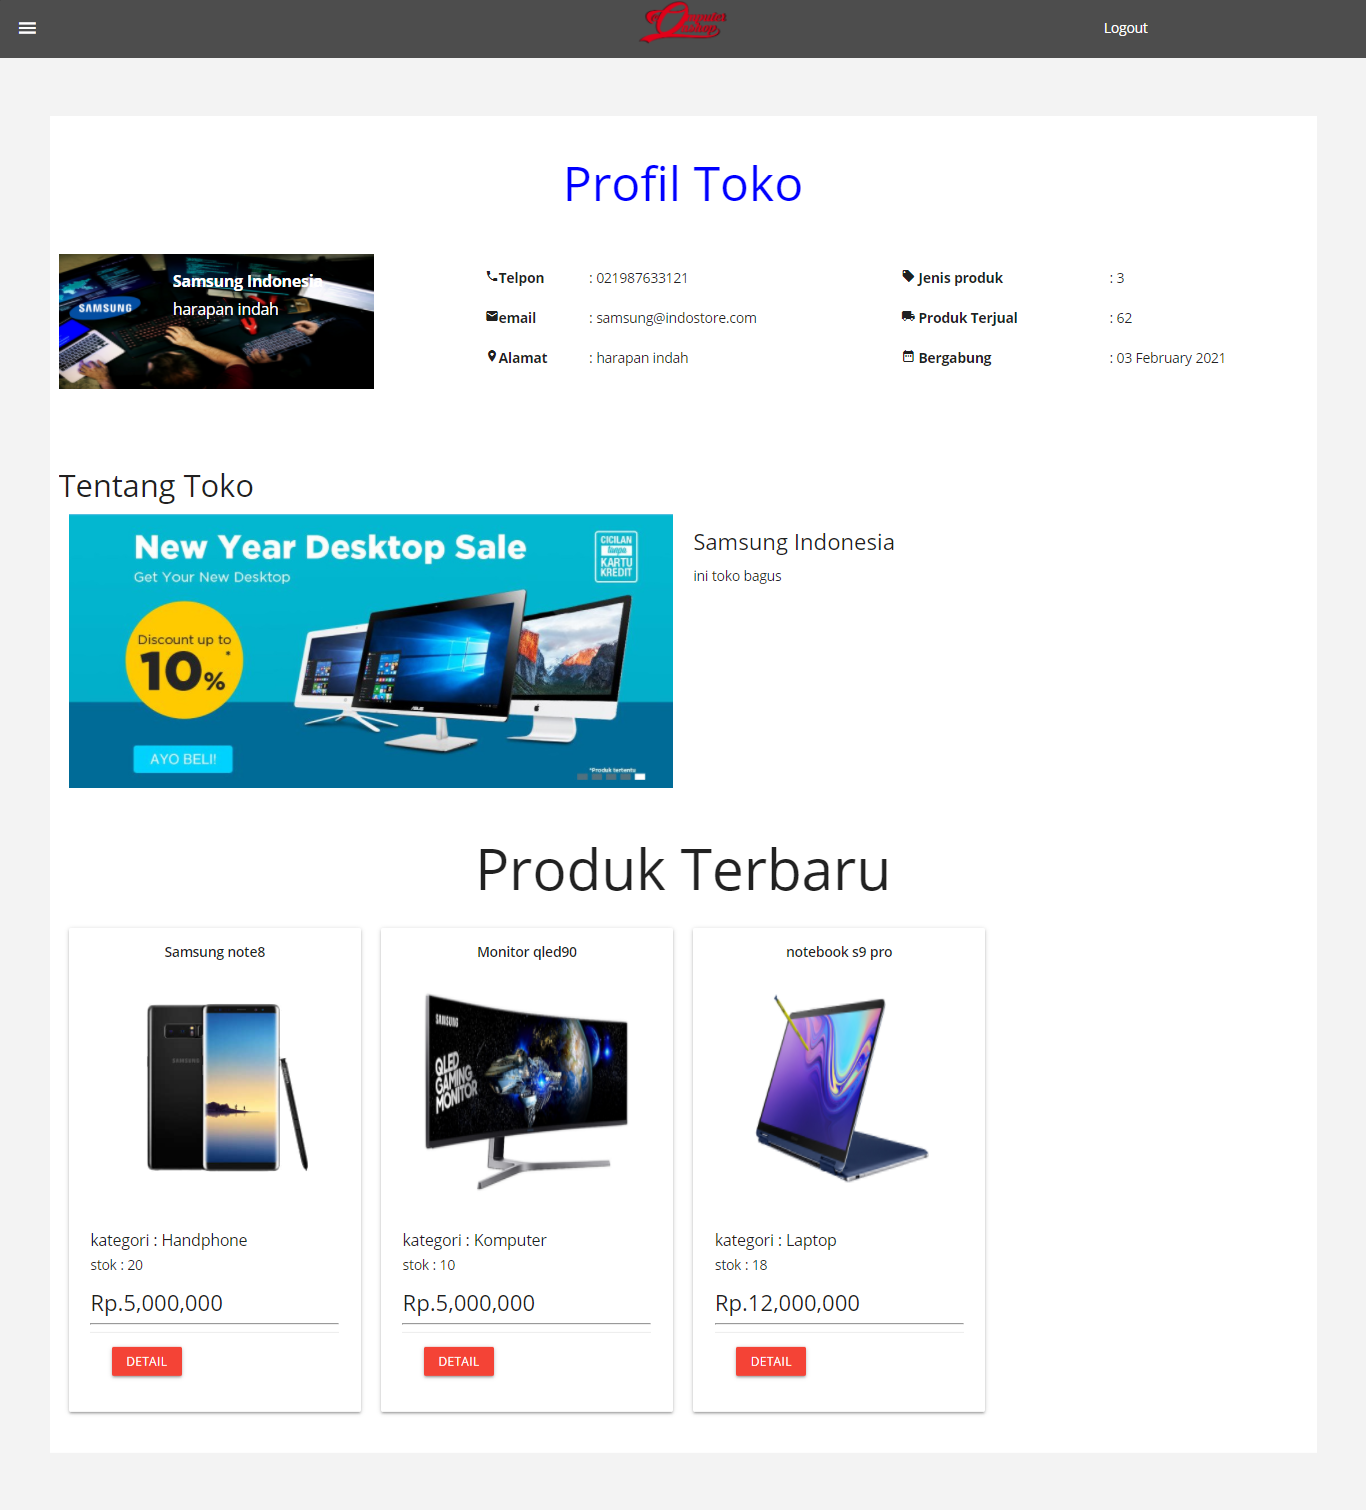 Computer
Logout
Profil Toko
SAMSUNG
Samsung Indonesia
harapan indah
Telpon : 021987633121
email : samsung@indostore.com
Alamat : harapan indah
Jenis produk : 3
Produk Terjual : 62
Bergabung : 03 February 2021
Tentang Toko
New Year Desktop Sale
Get Your New Desktop
CICILAN
tanpa
KARTU
KREDIT
Discount up to
10%*
AYO BELI!
ASUS
*Produk tertentu
Samsung Indonesia
ini toko bagus
Produk Terbaru
Samsung note8
SAMSUNG
kategori : Handphone
stok : 20
Rp.5,000,000
DETAIL
Monitor qled90
SAMSUNG
QLED
GAMING
MONITOR
kategori : Komputer
stok : 10
Rp.5,000,000
DETAIL
notebook s9 pro
kategori : Laptop
stok : 18
Rp.12,000,000
DETAIL